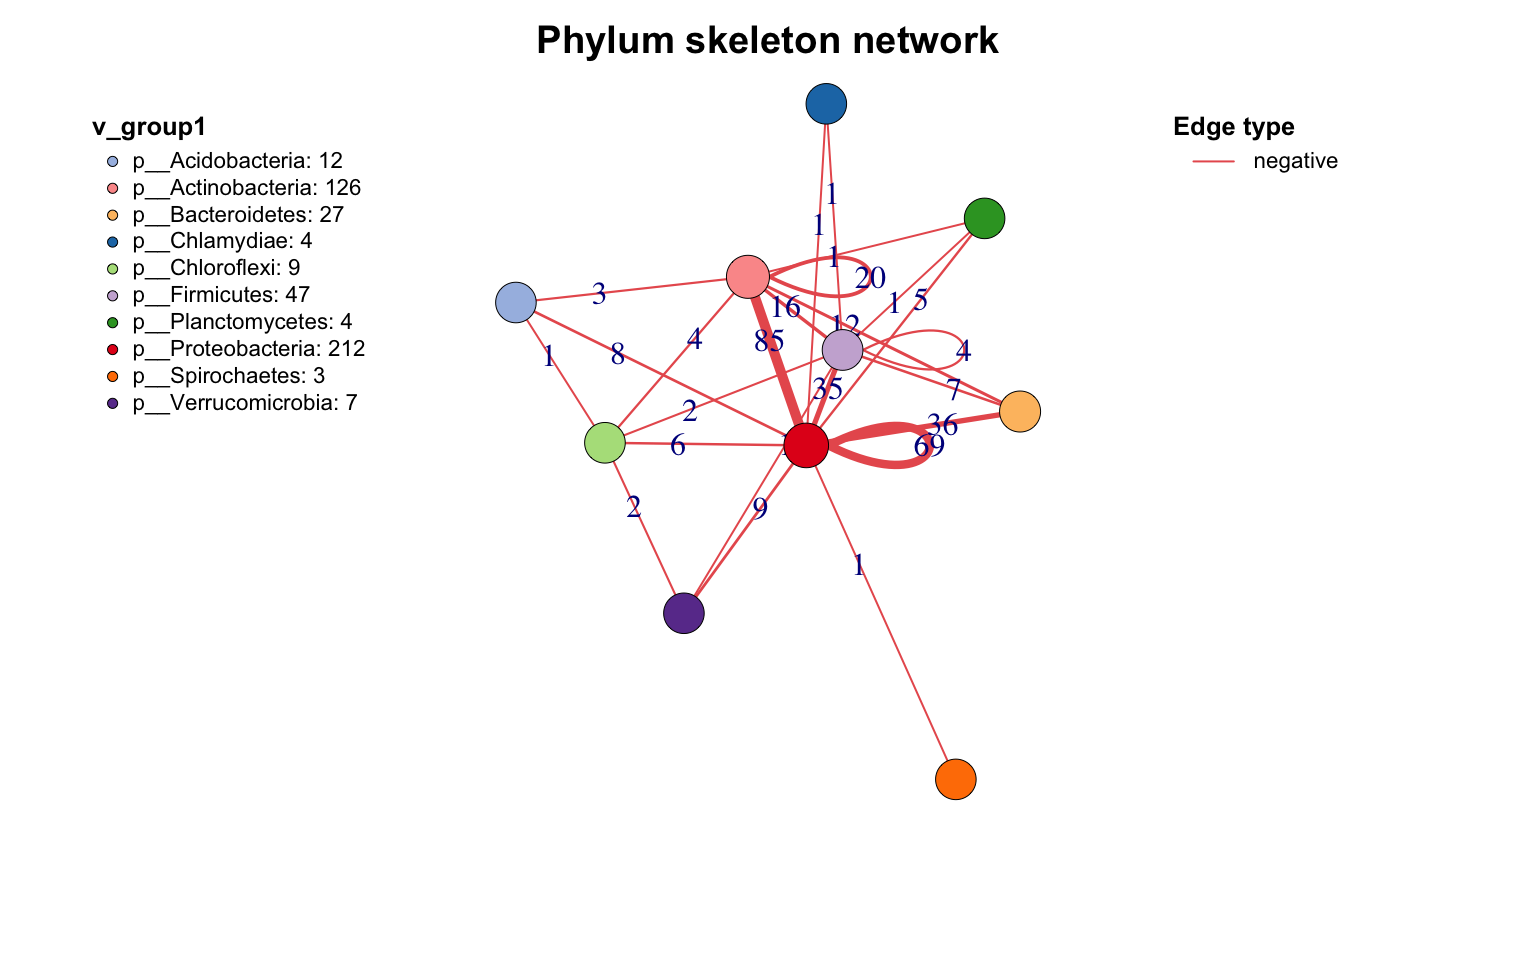 Phylum skeleton network
v_group1
p__Acidobacteria: 12
p__Actinobacteria: 126
p__Bacteroidetes: 27
p__Chlamydiae: 4
p__Chloroflexi: 9
p__Firmicutes: 47
p__Planctomycetes: 4
p__Proteobacteria: 212
p__Spirochaetes: 3
p__Verrucomicrobia: 7
Edge type
negative
1
1
1
20
3
16
1
5
12
85
4
8
1
4
35
7
2
36
6
69
2
9
1